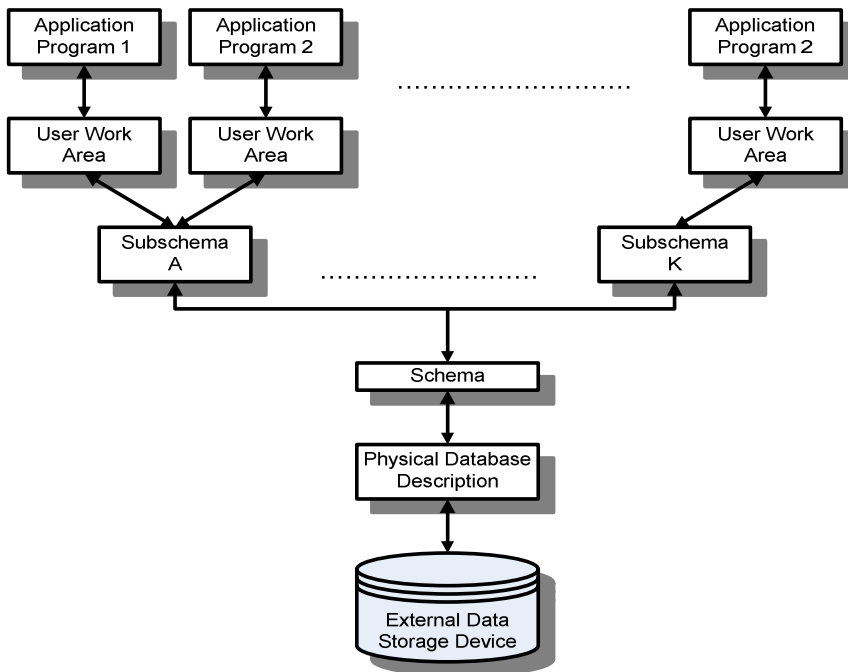 Application
Program 1
Application
Program 2
Application
Program 2
User Work
Area
User Work
Area
User Work
Area
Subschema
A
Subschema
K
Schema
Physical Database
Description
External Data
Storage Device